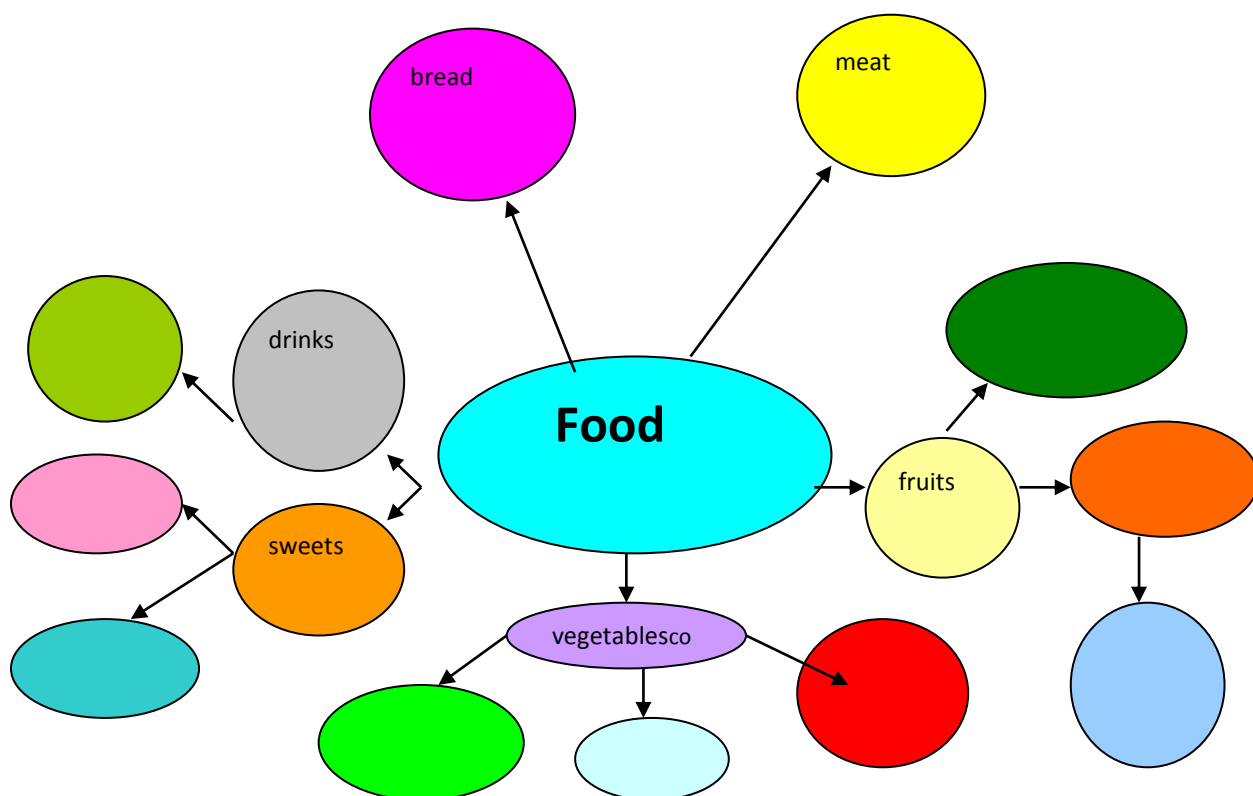 meat
bread
drinks
Food
fruits
sweets
vegetablesco